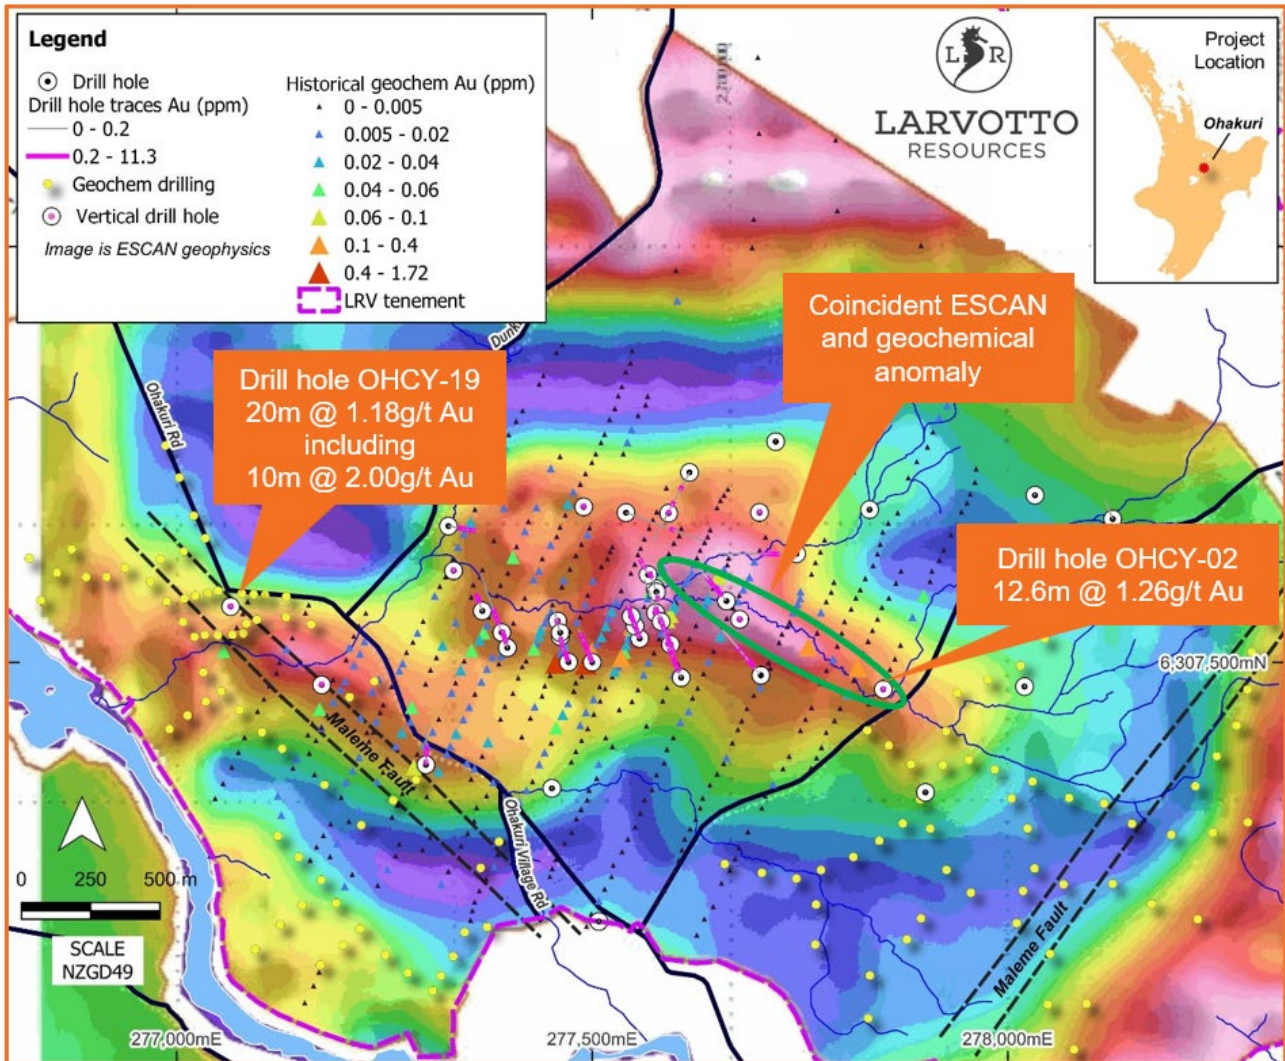 Legend
Drill hole
Drill hole traces Au (ppm)
0 - 0.2
0.2 - 11.3
Geochem drilling
Vertical drill hole
Image is ESCAN geophysics
Historical geochem Au (ppm)
0 - 0.005
0.005 - 0.02
0.02 - 0.04
0.04 - 0.06
0.06 - 0.1
0.1 - 0.4
0.4 - 1.72
LRV tenement
L R
LARVOTTO
RESOURCES
Project
Location
Ohakuri
Coincident ESCAN
and geochemical
anomaly
Drill hole OHCY-19
20m @ 1.18g/t Au
including
10m @ 2.00g/t Au
Drill hole OHCY-02
12.6m @ 1.26g/t Au
Ohakuri Rd
6,307,500mN
Maleme Fault
Ohakuri Village Rd
Maleme Fault
0 250 500 m
SCALE
NZGD49
277,000mE
277,500mE
278,000mE